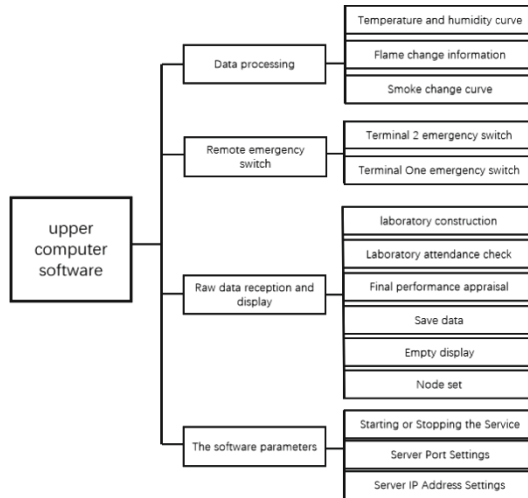 upper
computer
software
Data processing
Temperature and humidity curve
Flame change information
Smoke change curve
Remote emergency
switch
Terminal 2 emergency switch
Terminal One emergency switch
Raw data reception and
display
laboratory construction
Laboratory attendance check
Final performance appraisal
Save data
Empty display
Node set
The software parameters
Starting or Stopping the Service
Server Port Settings
Server IP Address Settings